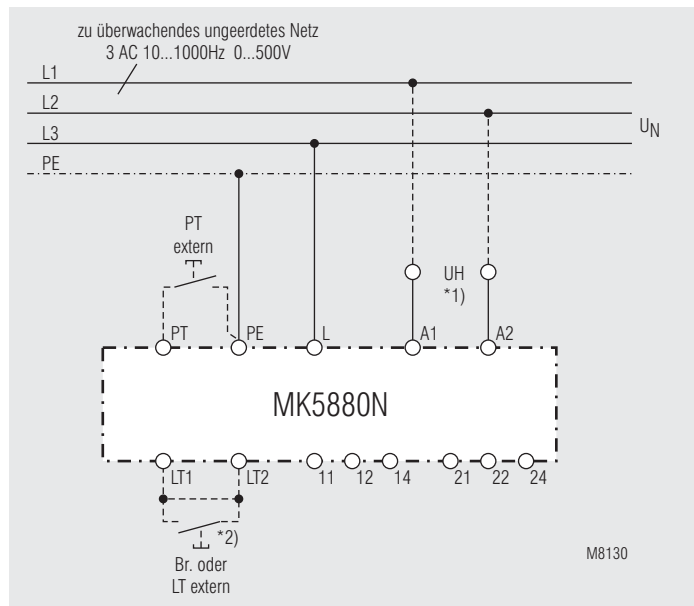 zu überwachendes ungeerdetes Netz
3 AC 10...1000Hz 0...500V
L1
L2
L3
UN
PE
PT
extern
UH
*1)
PT PE L A1 A2
MK5880N
LT1 LT2 11 12 14 21 22 24
*2)
Br. oder
LT extern
M8130